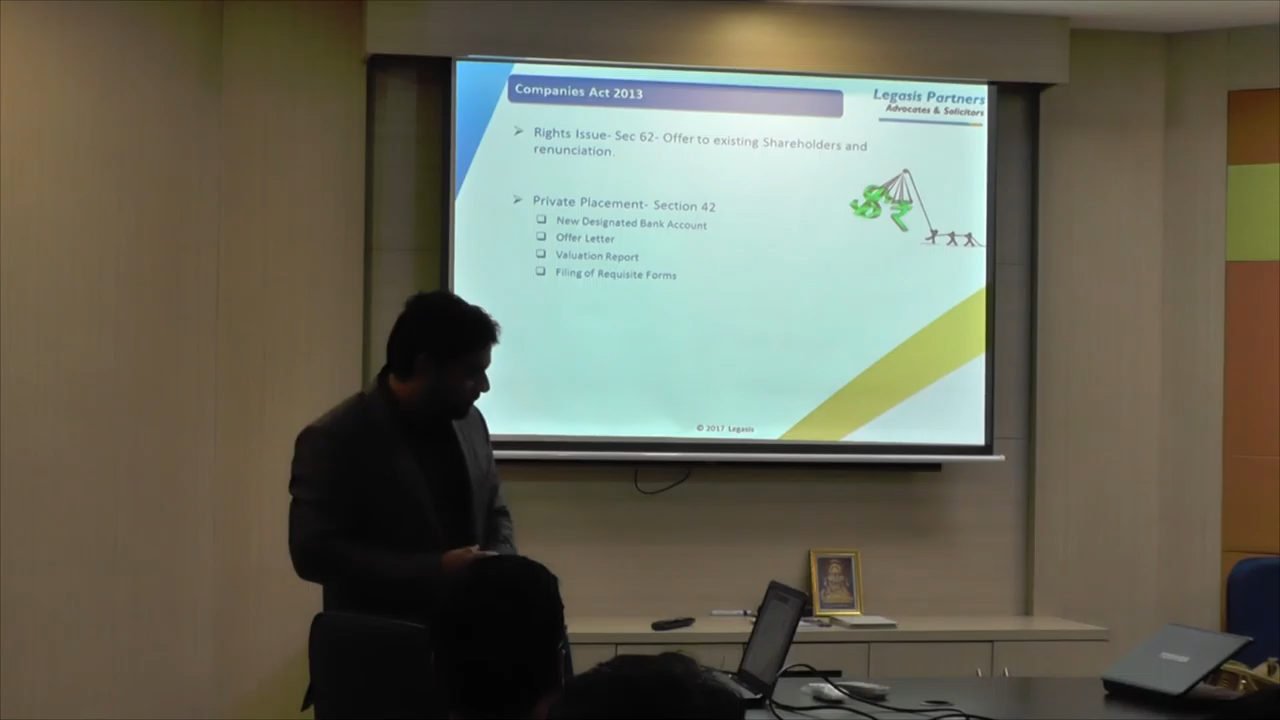 Companies Act 2013
Legasis Partners
Advocates & Solicitors
➢ Rights Issue- Sec 62- Offer to existing Shareholders and
renunciation.
➢ Private Placement- Section 42
❑ New Designated Bank Account
❑ Offer Letter
❑ Valuation Report
❑ Filing of Requisite Forms
© 2017 Legasis